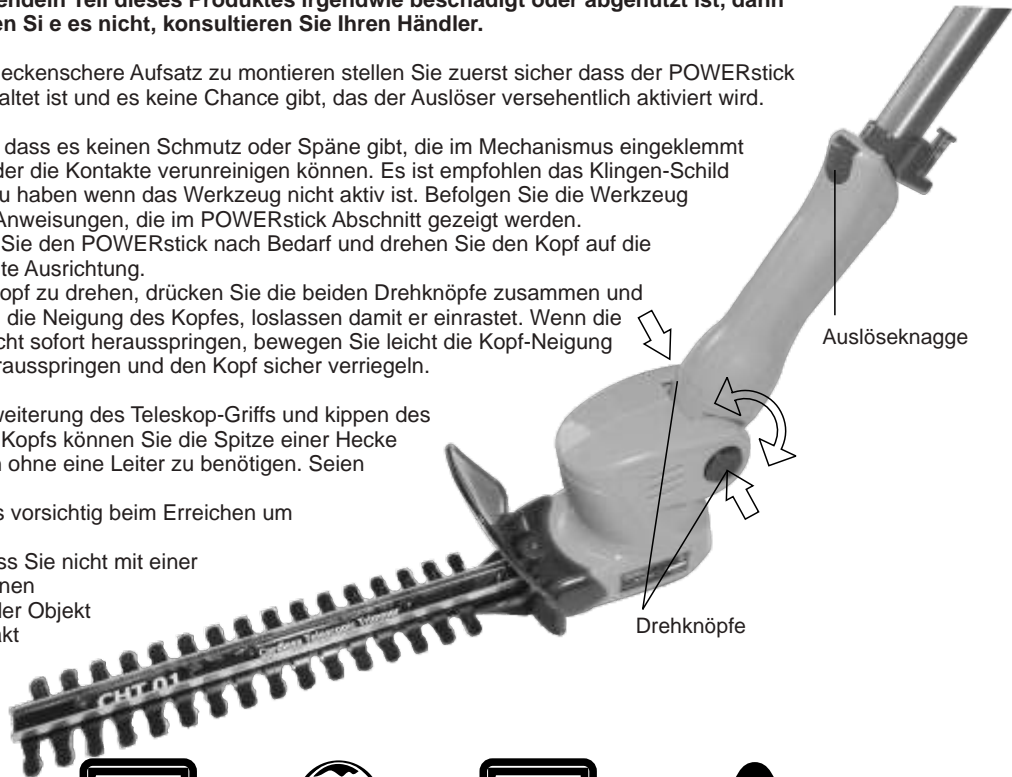 endein Teil dieses Produktes irgendwie beschädigt oder abgenutzt ist, dann
en Si e es nicht, konsultieren Sie Ihren Händler.
eckenschere Aufsatz zu montieren stellen Sie zuerst sicher dass der POWERstick
altet ist und es keine Chance gibt, das der Auslöser versehentlich aktiviert wird.
dass es keinen Schmutz oder Späne gibt, die im Mechanismus eingeklemmt
der die Kontakte verunreinigen können. Es ist empfohlen das Klingen-Schild
u haben wenn das Werkzeug nicht aktiv ist. Befolgen Sie die Werkzeug
Anweisungen, die im POWERstick Abschnitt gezeigt werden.
Sie den POWERstick nach Bedarf und drehen Sie den Kopf auf die
te Ausrichtung.
opf zu drehen, drücken Sie die beiden Drehknöpfe zusammen und
die Neigung des Kopfes, loslassen damit er einrastet. Wenn die
cht sofort herausspringen, bewegen Sie leicht die Kopf-Neigung
rausspringen und den Kopf sicher verriegeln.
Auslöseknagge
weiterung des Teleskop-Griffs und kippen des
Kopfs können Sie die Spitze einer Hecke
n ohne eine Leiter zu benötigen. Seien
s vorsichtig beim Erreichen um
ss Sie nicht mit einer
nen
der Objekt
akt
Drehknöpfe
Cordless Telescopic Trimmer
CHT 01